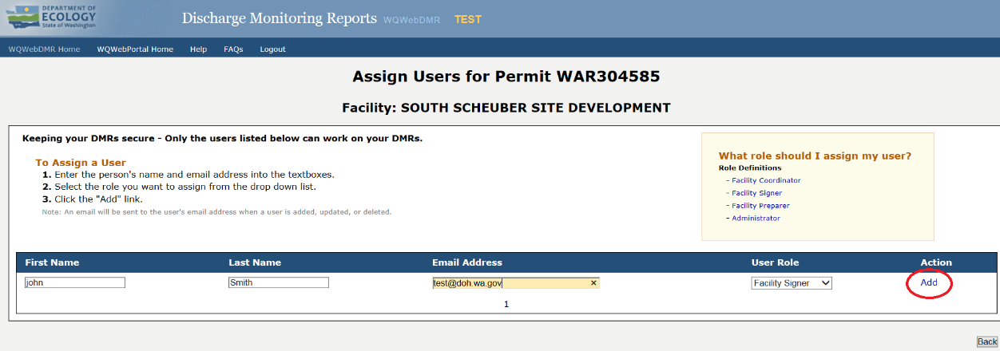 DEPARTMENT OF
ECOLOGY
State of Washington
Discharge Monitoring Reports WQWebDMR TEST
WQWebDMR Home WQWebPortal Home Help FAQs Logout
Assign Users for Permit WAR304585
Facility: SOUTH SCHEUBER SITE DEVELOPMENT
Keeping your DMRs secure - Only the users listed below can work on your DMRs.
To Assign a User
1. Enter the person's name and email address into the textboxes.
2. Select the role you want to assign from the drop down list.
3. Click the "Add" link.
Note: An email will be sent to the user's email address when a user is added, updated, or deleted.
What role should I assign my user?
Role Definitions
- Facility Coordinator
- Facility Signer
- Facility Preparer
- Administrator
First Name Last Name Email Address User Role Action
john Smith test@doh.wa.gov × Facility Signer Add
1
Back